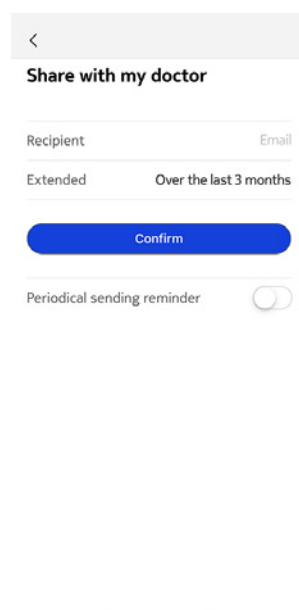 Share with my doctor
Recipient Email
Extended Over the last 3 months
Confirm
Periodical sending reminder